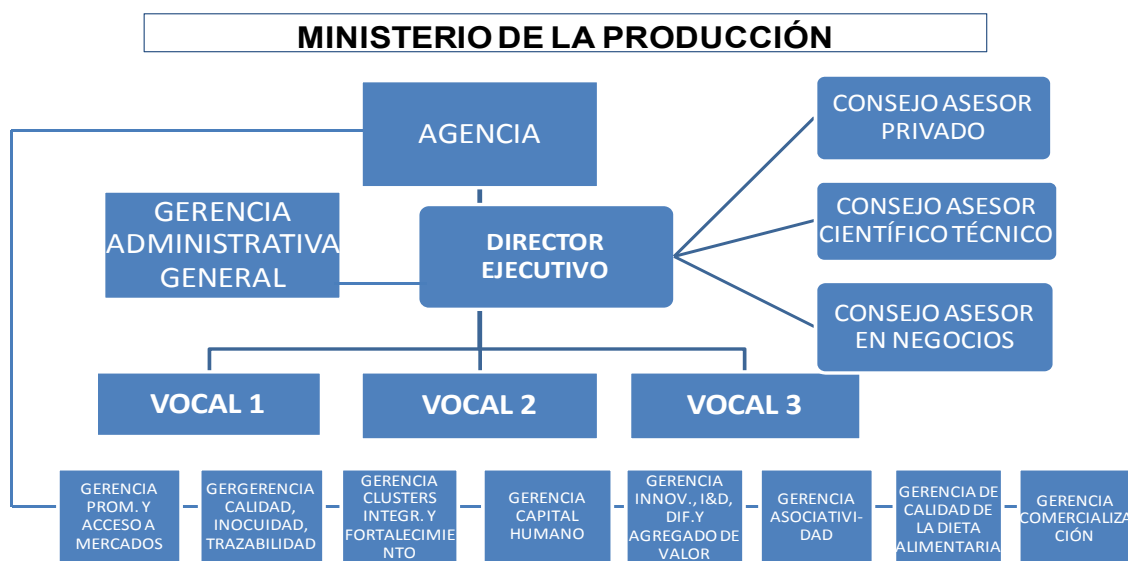 MINISTERIO DE LA PRODUCCIÓN
AGENCIA
CONSEJO ASESOR
PRIVADO
GERENCIA
ADMINISTRATIVA
GENERAL
DIRECTOR
EJECUTIVO
CONSEJO ASESOR
CIENTÍFICO TÉCNICO
CONSEJO ASESOR
EN NEGOCIOS
VOCAL 1
VOCAL 2
VOCAL 3
GERENCIA
PROM. Y
ACCESO A
MERCADOS
GERGERENCIA
CALIDAD,
INOCUIDAD,
TRAZABILIDAD
GERENCIA
CLUSTERS
INTEGR. Y
FORTALECIMIE
NTO
GERENCIA
CAPITAL
HUMANO
GERENCIA
INNOV., I&D,
DIF.Y
AGREGADO DE
VALOR
GERENCIA
ASOCIATIVI-
DAD
GERENCIA DE
CALIDAD DE
LA DIETA
ALIMENTARIA
GERENCIA
COMERCIALIZA
CIÓN